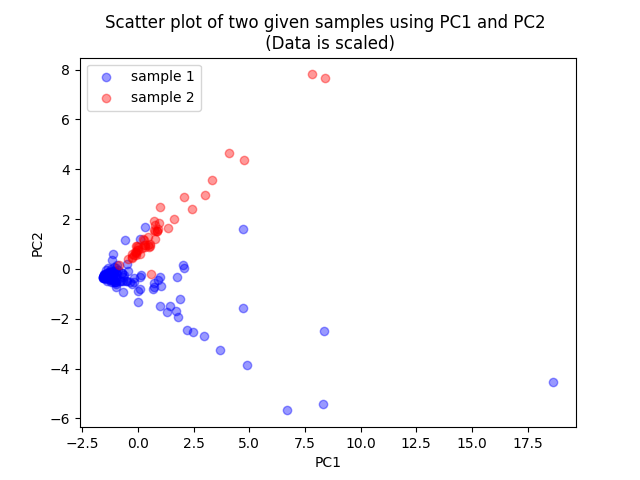 Scatter plot of two given samples using PC1 and PC2
(Data is scaled)
sample 1
sample 2
8
6
4
2
0
−2
−4
−6
PC2
−2.5 0.0 2.5 5.0 7.5 10.0 12.5 15.0 17.5
PC1